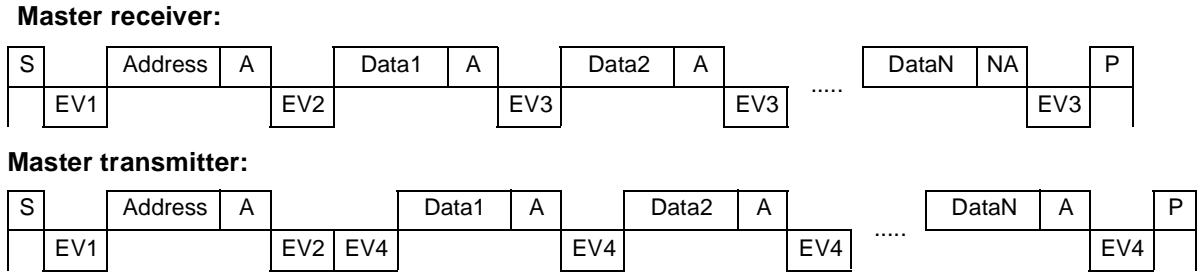 Master receiver:
S Address A Data1 A Data2 A DataN NA P
EV1 EV2 EV3 EV3 ..... EV3
Master transmitter:
S Address A Data1 A Data2 A DataN A P
EV1 EV2 EV4 EV4 EV4 ..... EV4